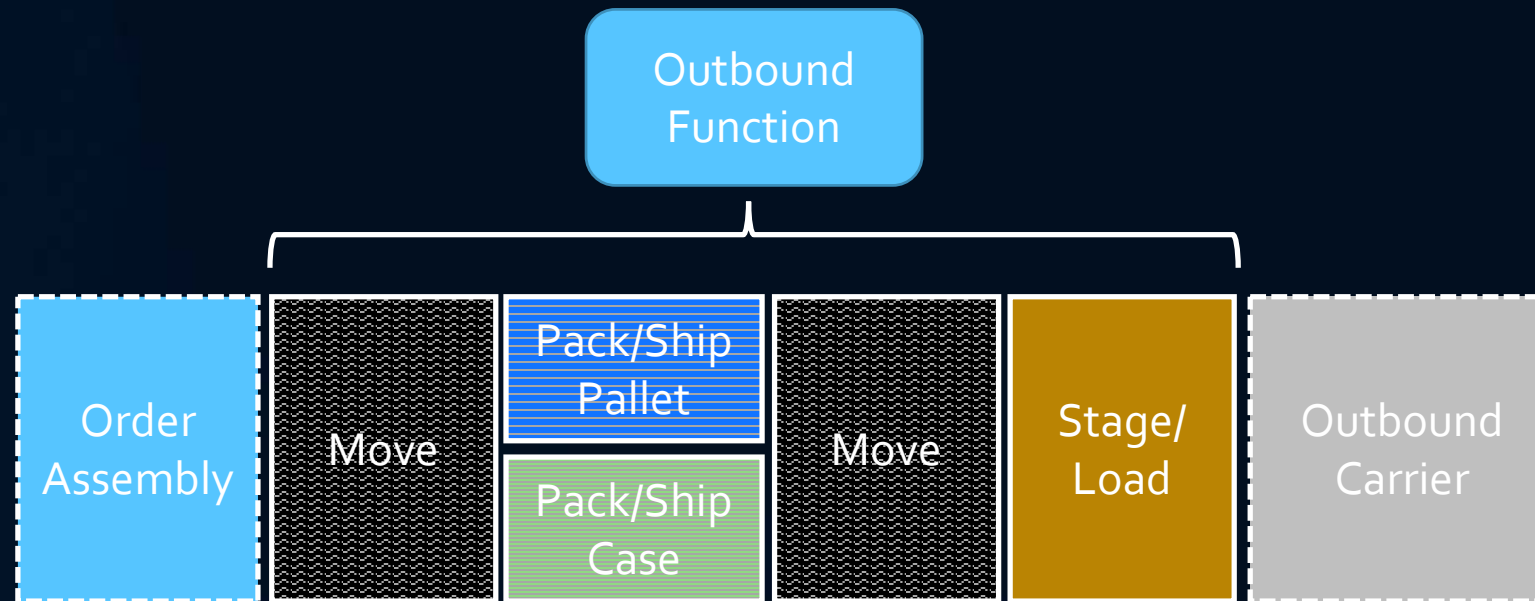 Outbound
Function
Order
Assembly
Move
Pack/Ship
Pallet
Pack/Ship
Case
Move
Stage/
Load
Outbound
Carrier